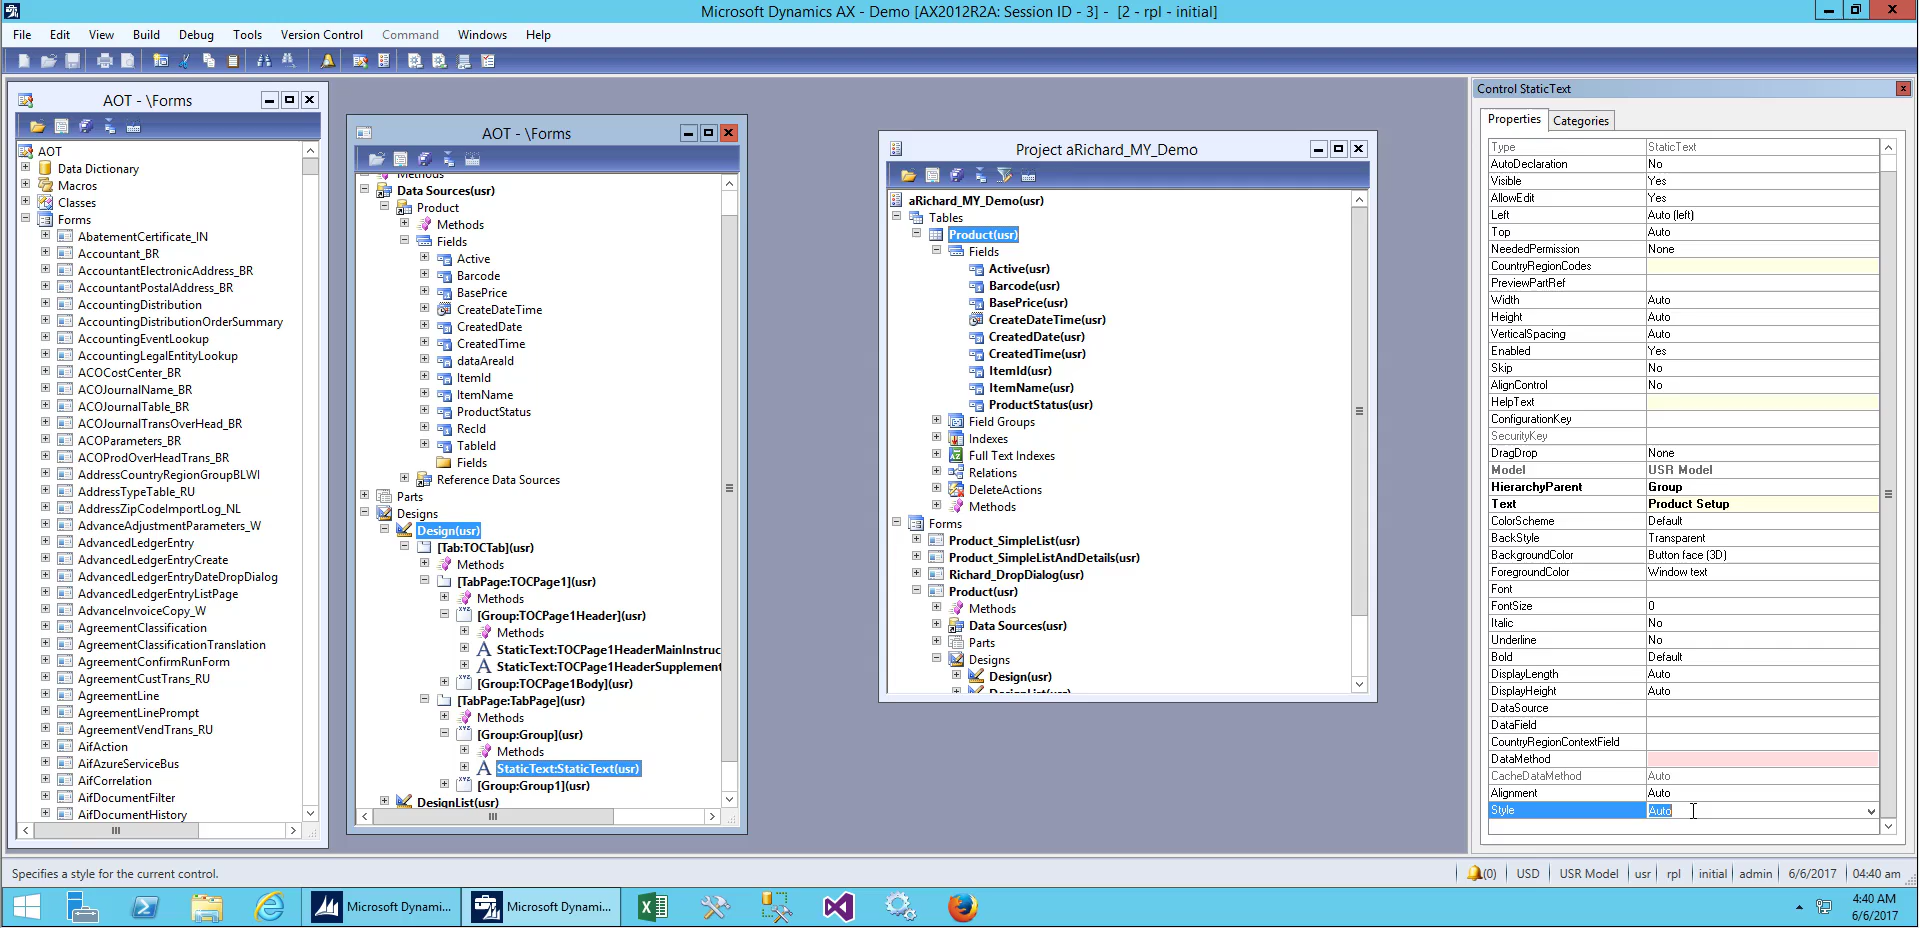 Microsoft Dynamics AX - Demo [AX2012R2A: Session ID - 3] - [2 - rpl - initial]
File Edit View Build Debug Tools Version Control Command Windows Help
AOT - \Forms
AOT
Data Dictionary
Macros
Classes
Forms
AbatementCertificate_IN
Accountant_BR
AccountantElectronicAddress_BR
AccountantPostalAddress_BR
AccountingDistribution
AccountingDistributionOrderSummary
AccountingEventLookup
AccountingLegalEntityLookup
ACOCostCenter_BR
ACOJournalName_BR
ACOJournalTable_BR
ACOJournalTransOverHead_BR
ACOParameters_BR
ACOProdOverHeadTrans_BR
AddressCountryRegionGroupBLWI
AddressTypeTable_RU
AddressZipCodeImportLog_NL
AdvanceAdjustmentParameters_W
AdvancedLedgerEntry
AdvancedLedgerEntryCreate
AdvancedLedgerEntryDateDropDialog
AdvancedLedgerEntryListPage
AdvanceInvoiceCopy_W
AgreementClassification
AgreementClassificationTranslation
AgreementConfirmRunForm
AgreementCustTrans_RU
AgreementLine
AgreementLinePrompt
AgreementVendTrans_RU
AifAction
AifAzureServiceBus
AifCorrelation
AifDocumentFilter
AifDocumentHistory
AOT - \Forms
Methods
Data Sources(usr)
Product
Methods
Fields
Active
Barcode
BasePrice
CreateDateTime
CreatedDate
CreatedTime
dataAreaId
ItemId
ItemName
ProductStatus
RecId
TableId
Fields
Reference Data Sources
Parts
Designs
Design(usr)
[Tab:TOCTab](usr)
Methods
[TabPage:TOCPage1](usr)
Methods
[Group:TOCPage1Header](usr)
Methods
StaticText:TOCPage1HeaderMainInstruc
StaticText:TOCPage1HeaderSupplement
[Group:TOCPage1Body](usr)
[TabPage:TabPage](usr)
Methods
[Group:Group](usr)
Methods
StaticText:StaticText(usr)
[Group:Group1](usr)
DesignList(usr)
Project aRichard_MY_Demo
aRichard_MY_Demo(usr)
Tables
Product(usr)
Fields
Active(usr)
Barcode(usr)
BasePrice(usr)
CreateDateTime(usr)
CreatedDate(usr)
CreatedTime(usr)
ItemId(usr)
ItemName(usr)
ProductStatus(usr)
Field Groups
Indexes
Full Text Indexes
Relations
DeleteActions
Methods
Forms
Product_SimpleList(usr)
Product_SimpleListAndDetails(usr)
Richard_DropDialog(usr)
Product(usr)
Methods
Data Sources(usr)
Parts
Designs
Design(usr)
DesignList(usr)
Control StaticText
Properties Categories
Type StaticText
AutoDeclaration No
Visible Yes
AllowEdit Yes
Left Auto (left)
Top Auto
NeededPermission None
CountryRegionCodes
PreviewPartRef
Width Auto
Height Auto
VerticalSpacing Auto
Enabled Yes
Skip No
AlignControl No
HelpText
ConfigurationKey
SecurityKey
DragDrop None
Model USR Model
HierarchyParent Group
Text Product Setup
ColorScheme Default
BackStyle Transparent
BackgroundColor Button face (3D)
ForegroundColor Window text
Font
FontSize 0
Italic No
Underline No
Bold Default
DisplayLength Auto
DisplayHeight Auto
DataSource
DataField
CountryRegionContextField
DataMethod
CacheDataMethod Auto
Alignment Auto
Style Auto
Specifies a style for the current control.
(0) USD USR Model usr rpl initial admin 6/6/2017 04:40 am
Microsoft Dynami...
Microsoft Dynami...
4:40 AM
6/6/2017